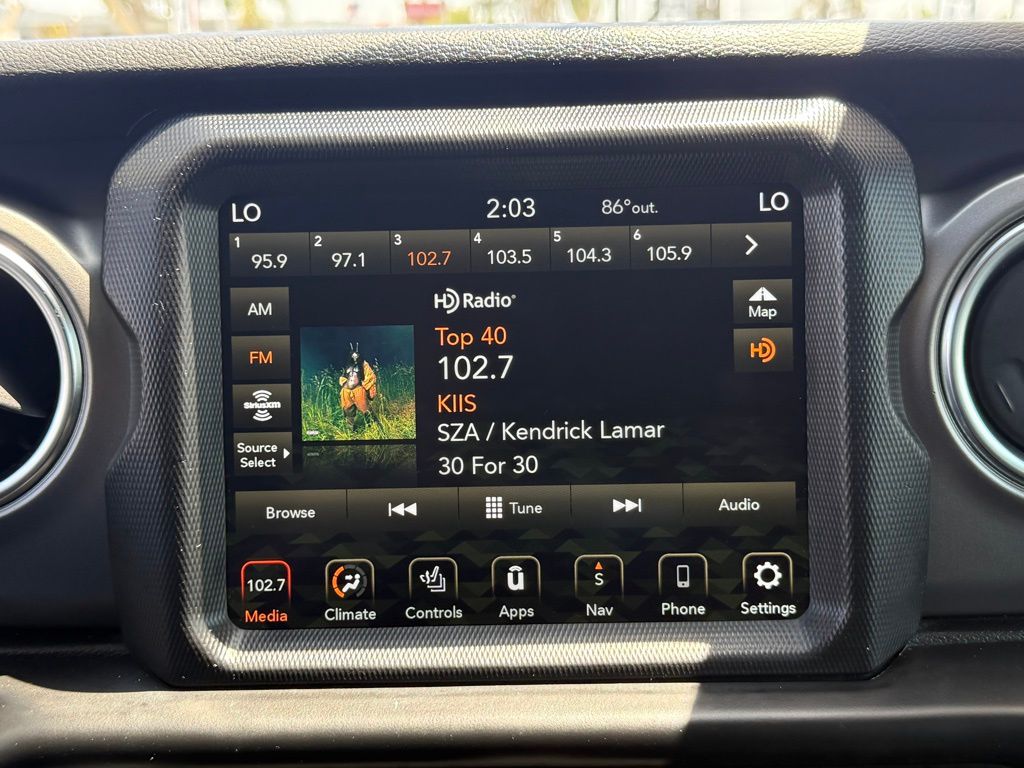 LO 2:03 86°out. LO
1 95.9 2 97.1 3 102.7 4 103.5 5 104.3 6 105.9
HD Radio®
AM
Map
Top 40
FM
102.7
HD
KIIS
SiriusXM
SZA / Kendrick Lamar
Source
Select
30 For 30
Browse Tune Audio
102.7 u S
Media Climate Controls Apps Nav Phone Settings